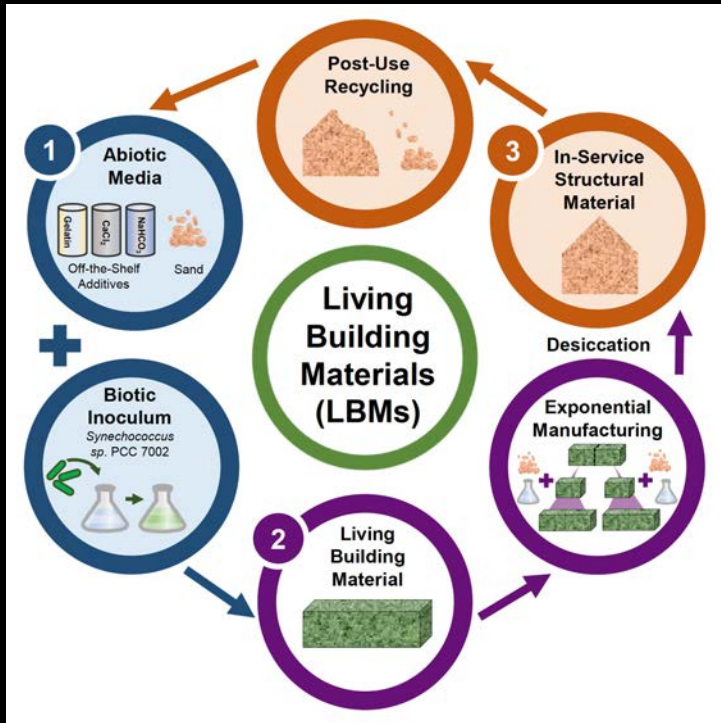 Post-Use
Recycling
1
Abiotic
Media
Gelatin
CaCl₂
NaHCO₃
Off-the-Shelf
Additives
Sand
+
Biotic
Inoculum
Synechococcus
sp. PCC 7002
2
Living
Building
Material
Exponential
Manufacturing
+
+
Desiccation
3
In-Service
Structural
Material
Living
Building
Materials
(LBMs)